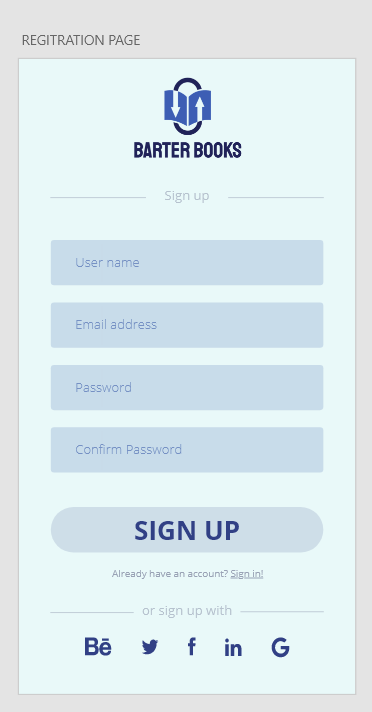 REGITRATION PAGE
BARTER BOOKS
Sign up
User name
Email address
Password
Confirm Password
SIGN UP
Already have an account? Sign in!
or sign up with
Bē f in G